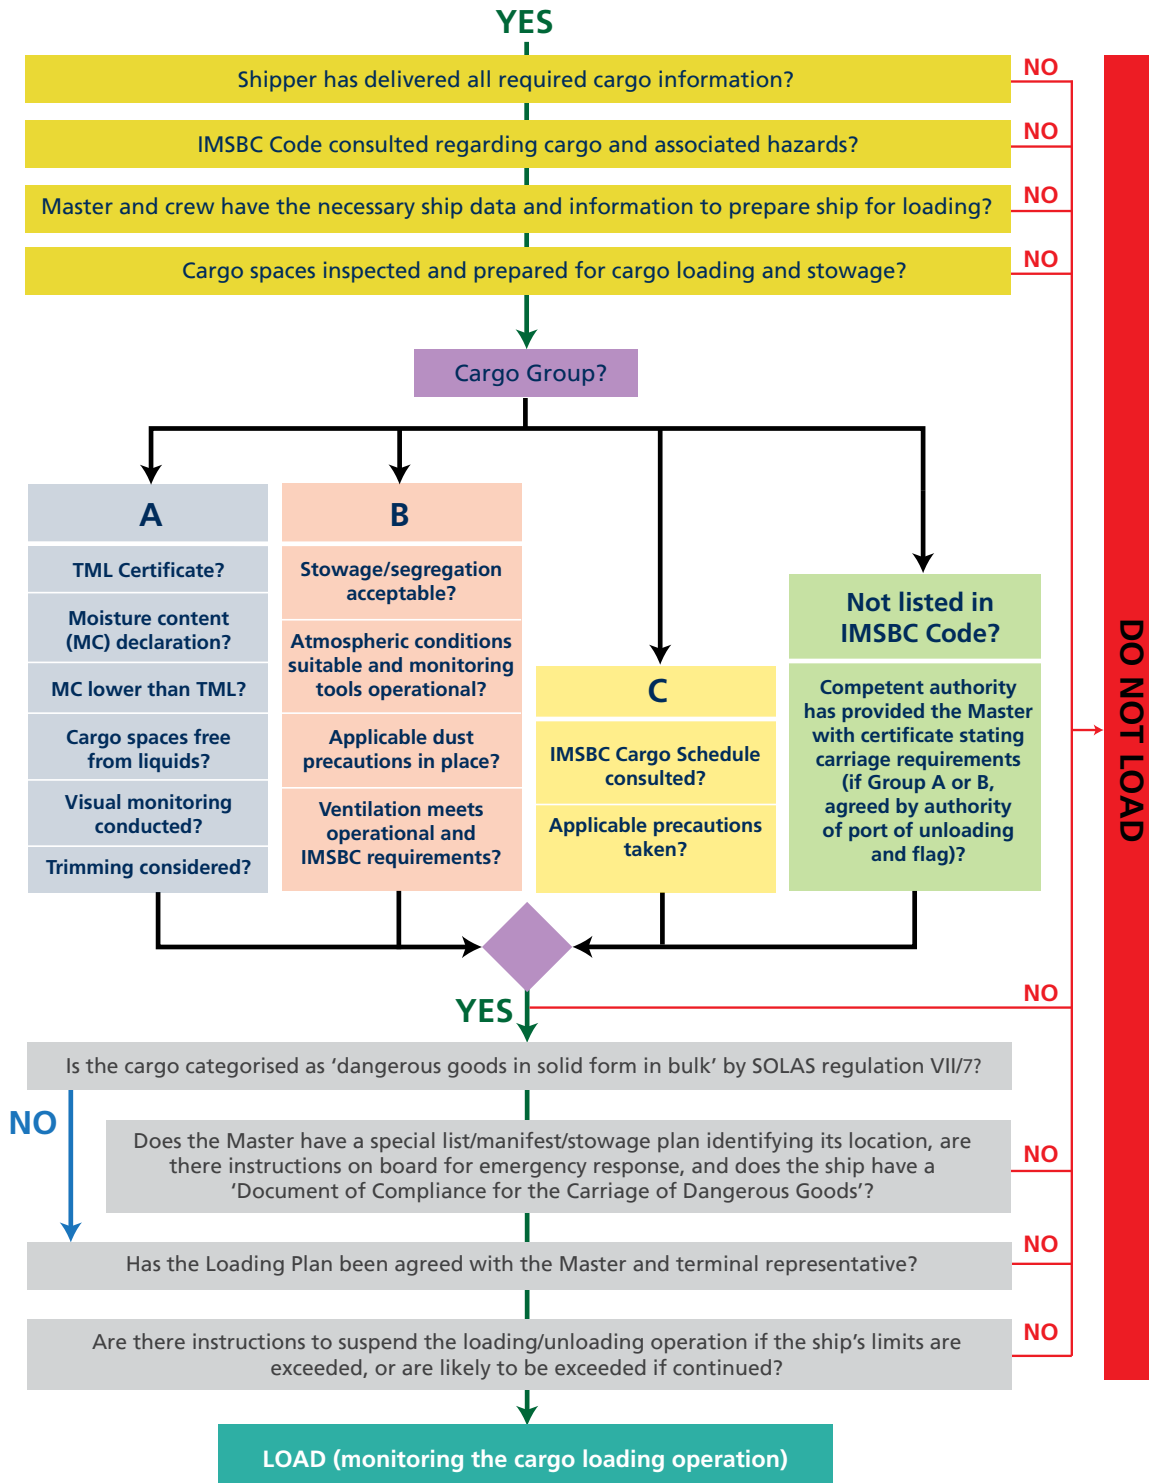 YES
Shipper has delivered all required cargo information?
NO
IMSBC Code consulted regarding cargo and associated hazards?
NO
Master and crew have the necessary ship data and information to prepare ship for loading?
NO
Cargo spaces inspected and prepared for cargo loading and stowage?
NO
Cargo Group?
A
TML Certificate?
Moisture content
(MC) declaration?
MC lower than TML?
Cargo spaces free
from liquids?
Visual monitoring
conducted?
Trimming considered?
B
Stowage/segregation
acceptable?
Atmospheric conditions
suitable and monitoring
tools operational?
Applicable dust
precautions in place?
Ventilation meets
operational and
IMSBC requirements?
C
IMSBC Cargo Schedule
consulted?
Applicable precautions
taken?
Not listed in
IMSBC Code?
Competent authority
has provided the Master
with certificate stating
carriage requirements
(if Group A or B,
agreed by authority
of port of unloading
and flag)?
DO NOT LOAD
YES
NO
Is the cargo categorised as ‘dangerous goods in solid form in bulk’ by SOLAS regulation VII/7?
NO
Does the Master have a special list/manifest/stowage plan identifying its location, are
there instructions on board for emergency response, and does the ship have a
‘Document of Compliance for the Carriage of Dangerous Goods’?
NO
Has the Loading Plan been agreed with the Master and terminal representative?
NO
Are there instructions to suspend the loading/unloading operation if the ship’s limits are
exceeded, or are likely to be exceeded if continued?
NO
LOAD (monitoring the cargo loading operation)